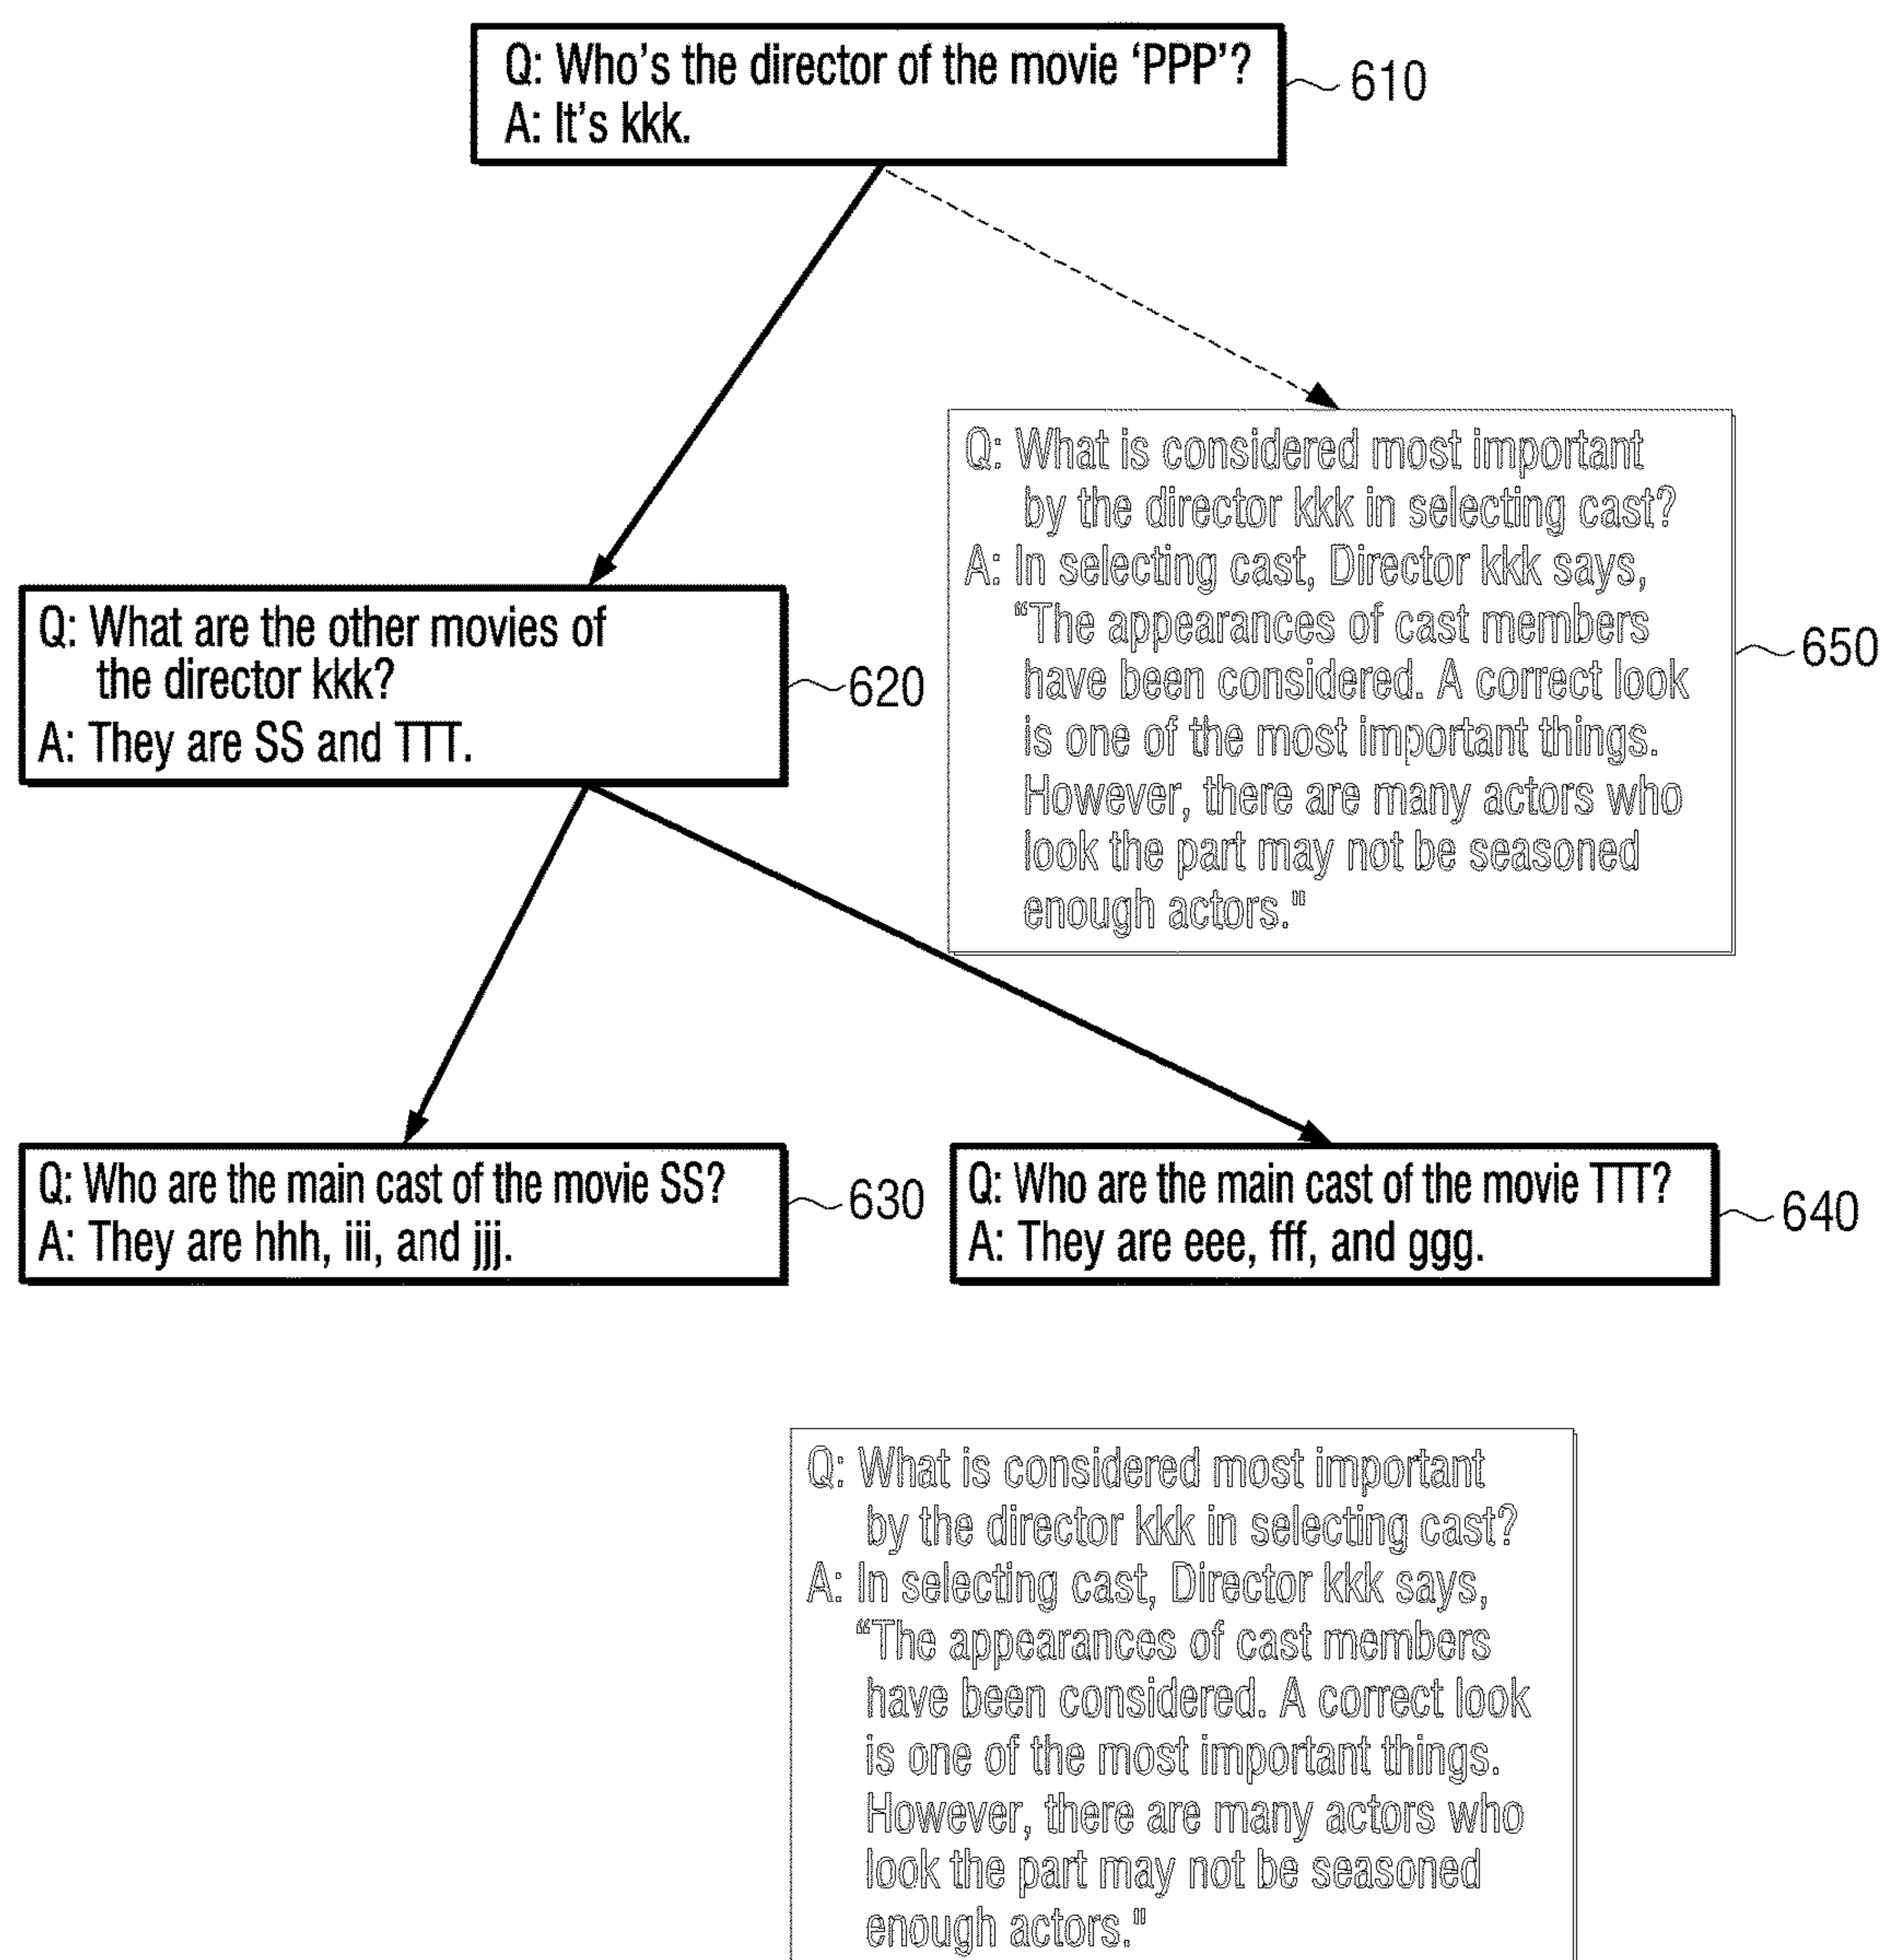 Q: Who's the director of the movie ‘PPP’?
A: It's kkk.
610
Q: What is considered most important
by the director kkk in selecting cast?
A: In selecting cast, Director kkk says,
“The appearances of cast members
have been considered. A correct look
is one of the most important things.
However, there are many actors who
look the part may not be seasoned
enough actors."
650
Q: What are the other movies of
the director kkk?
A: They are SS and TTT.
620
Q: Who are the main cast of the movie SS?
A: They are hhh, iii, and jjj.
630
Q: Who are the main cast of the movie TTT?
A: They are eee, fff, and ggg.
640
Q: What is considered most important
by the director kkk in selecting cast?
A: In selecting cast, Director kkk says,
“The appearances of cast members
have been considered. A correct look
is one of the most important things.
However, there are many actors who
look the part may not be seasoned
enough actors."